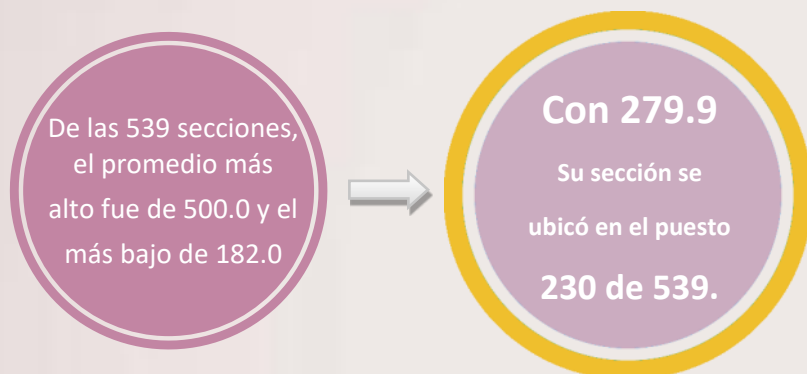 De las 539 secciones,
el promedio más
alto fue de 500.0 y el
más bajo de 182.0
Con 279.9
Su sección se
ubicó en el puesto
230 de 539.